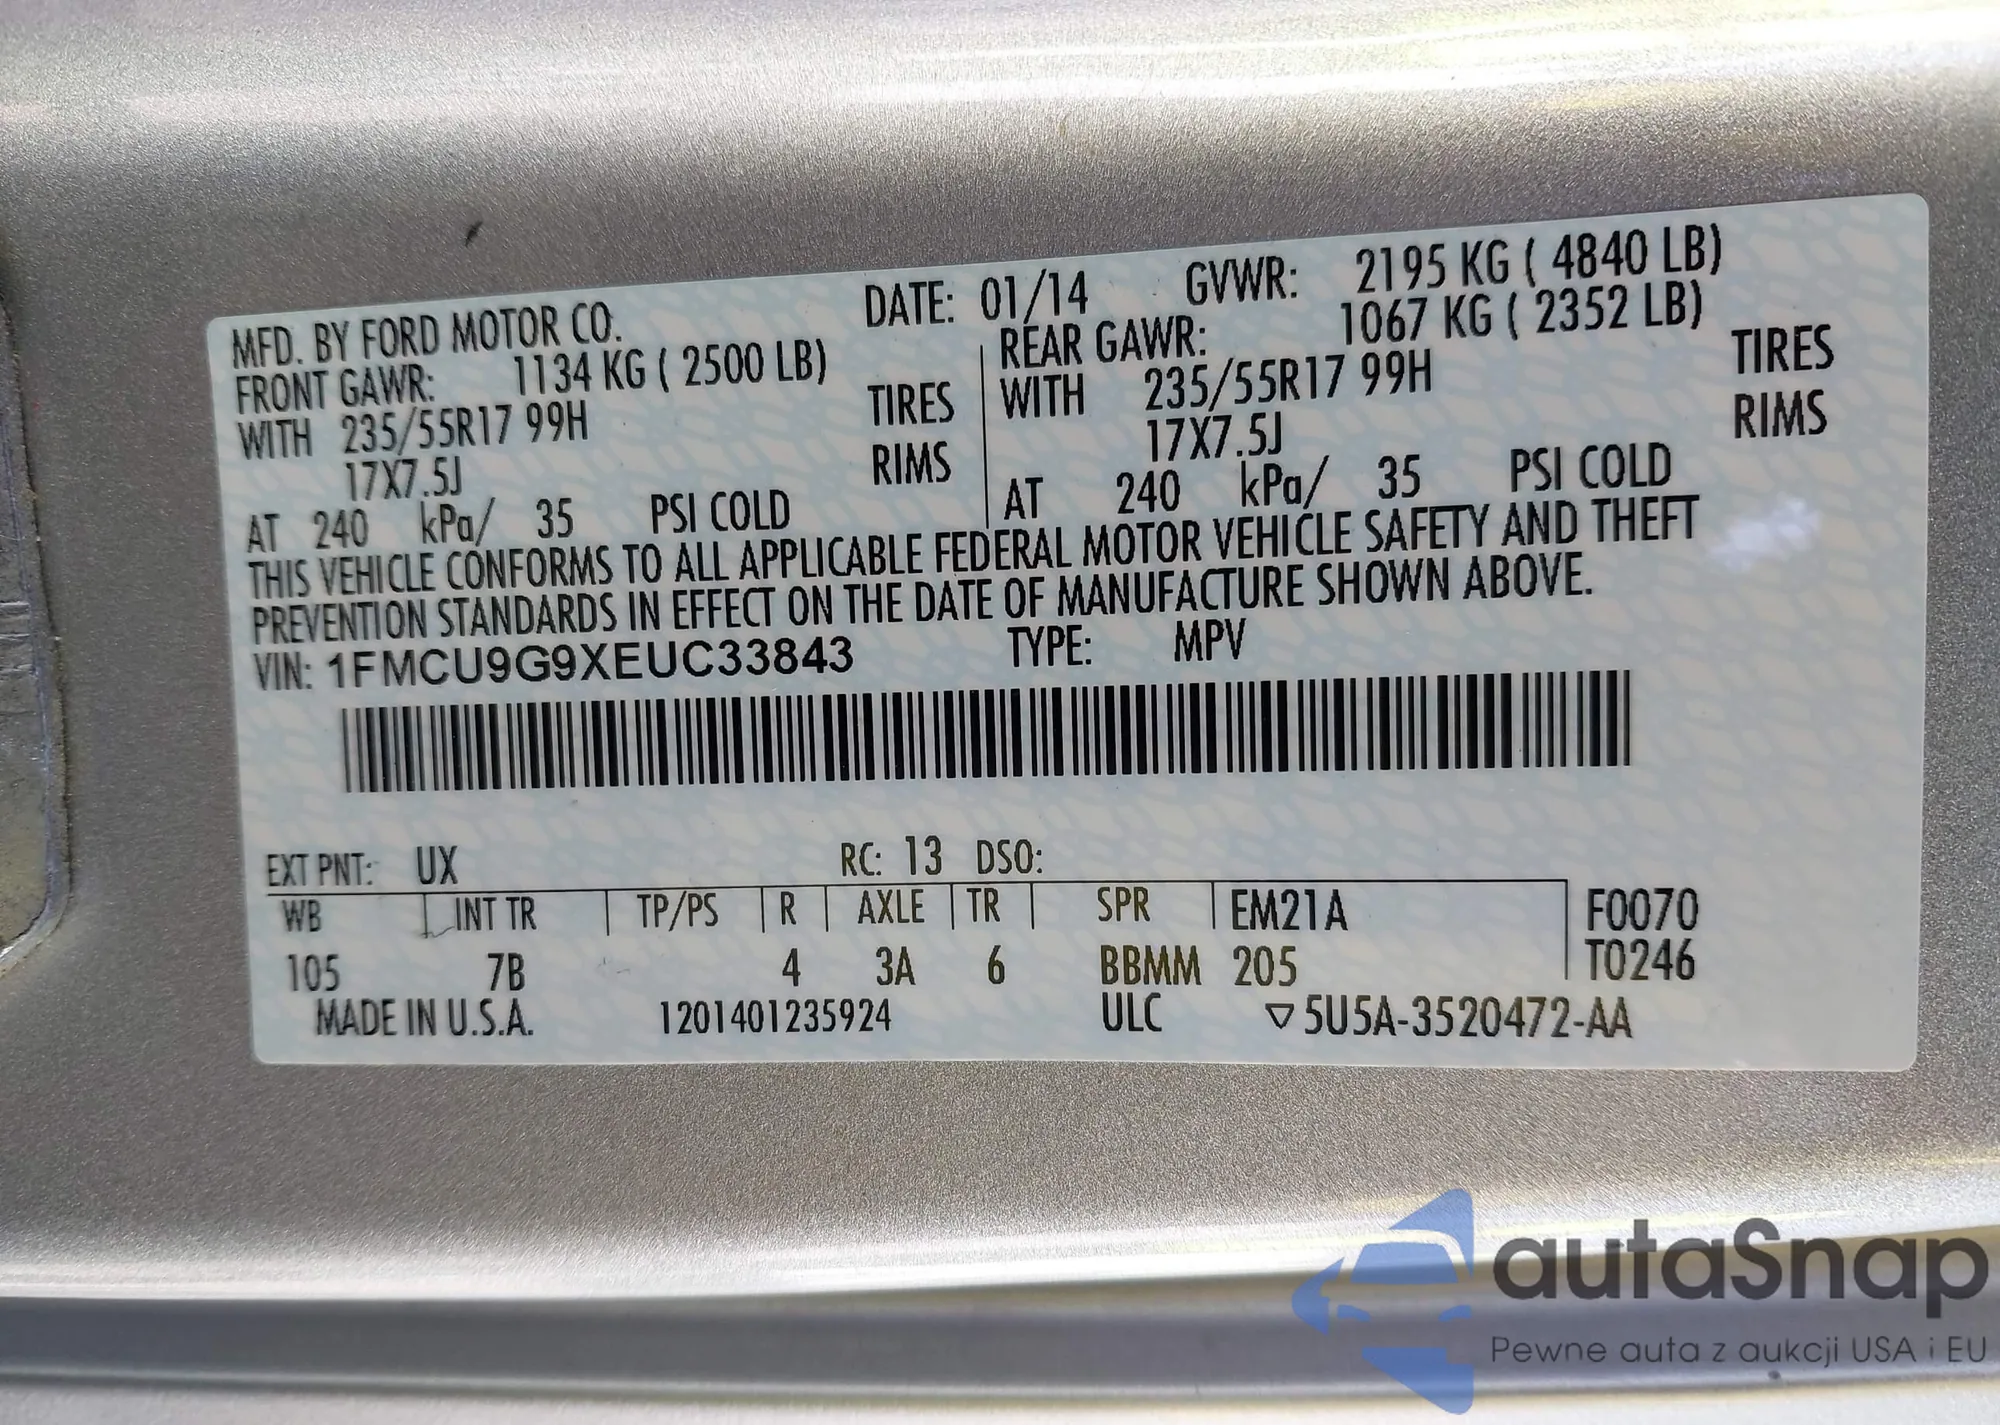 MFD. BY FORD MOTOR CO. DATE: 01/14 GVWR: 2195 KG ( 4840 LB)
FRONT GAWR: 1134 KG ( 2500 LB) REAR GAWR: 1067 KG ( 2352 LB)
WITH 235/55R17 99H TIRES WITH 235/55R17 99H TIRES
17X7.5J RIMS 17X7.5J RIMS
AT 240 kPa/ 35 PSI COLD AT 240 kPa/ 35 PSI COLD
THIS VEHICLE CONFORMS TO ALL APPLICABLE FEDERAL MOTOR VEHICLE SAFETY AND THEFT
PREVENTION STANDARDS IN EFFECT ON THE DATE OF MANUFACTURE SHOWN ABOVE.
VIN: 1FMCU9G9XEUC33843 TYPE: MPV
EXT PNT: UX RC: 13 DSO:
WB INT TR TP/PS R AXLE TR SPR EM21A F0070
105 7B 4 3A 6 BBMM 205 T0246
MADE IN U.S.A. 1201401235924 ULC ▽5U5A-3520472-AA
autaSnap
Pewne auta z aukcji USA i EU